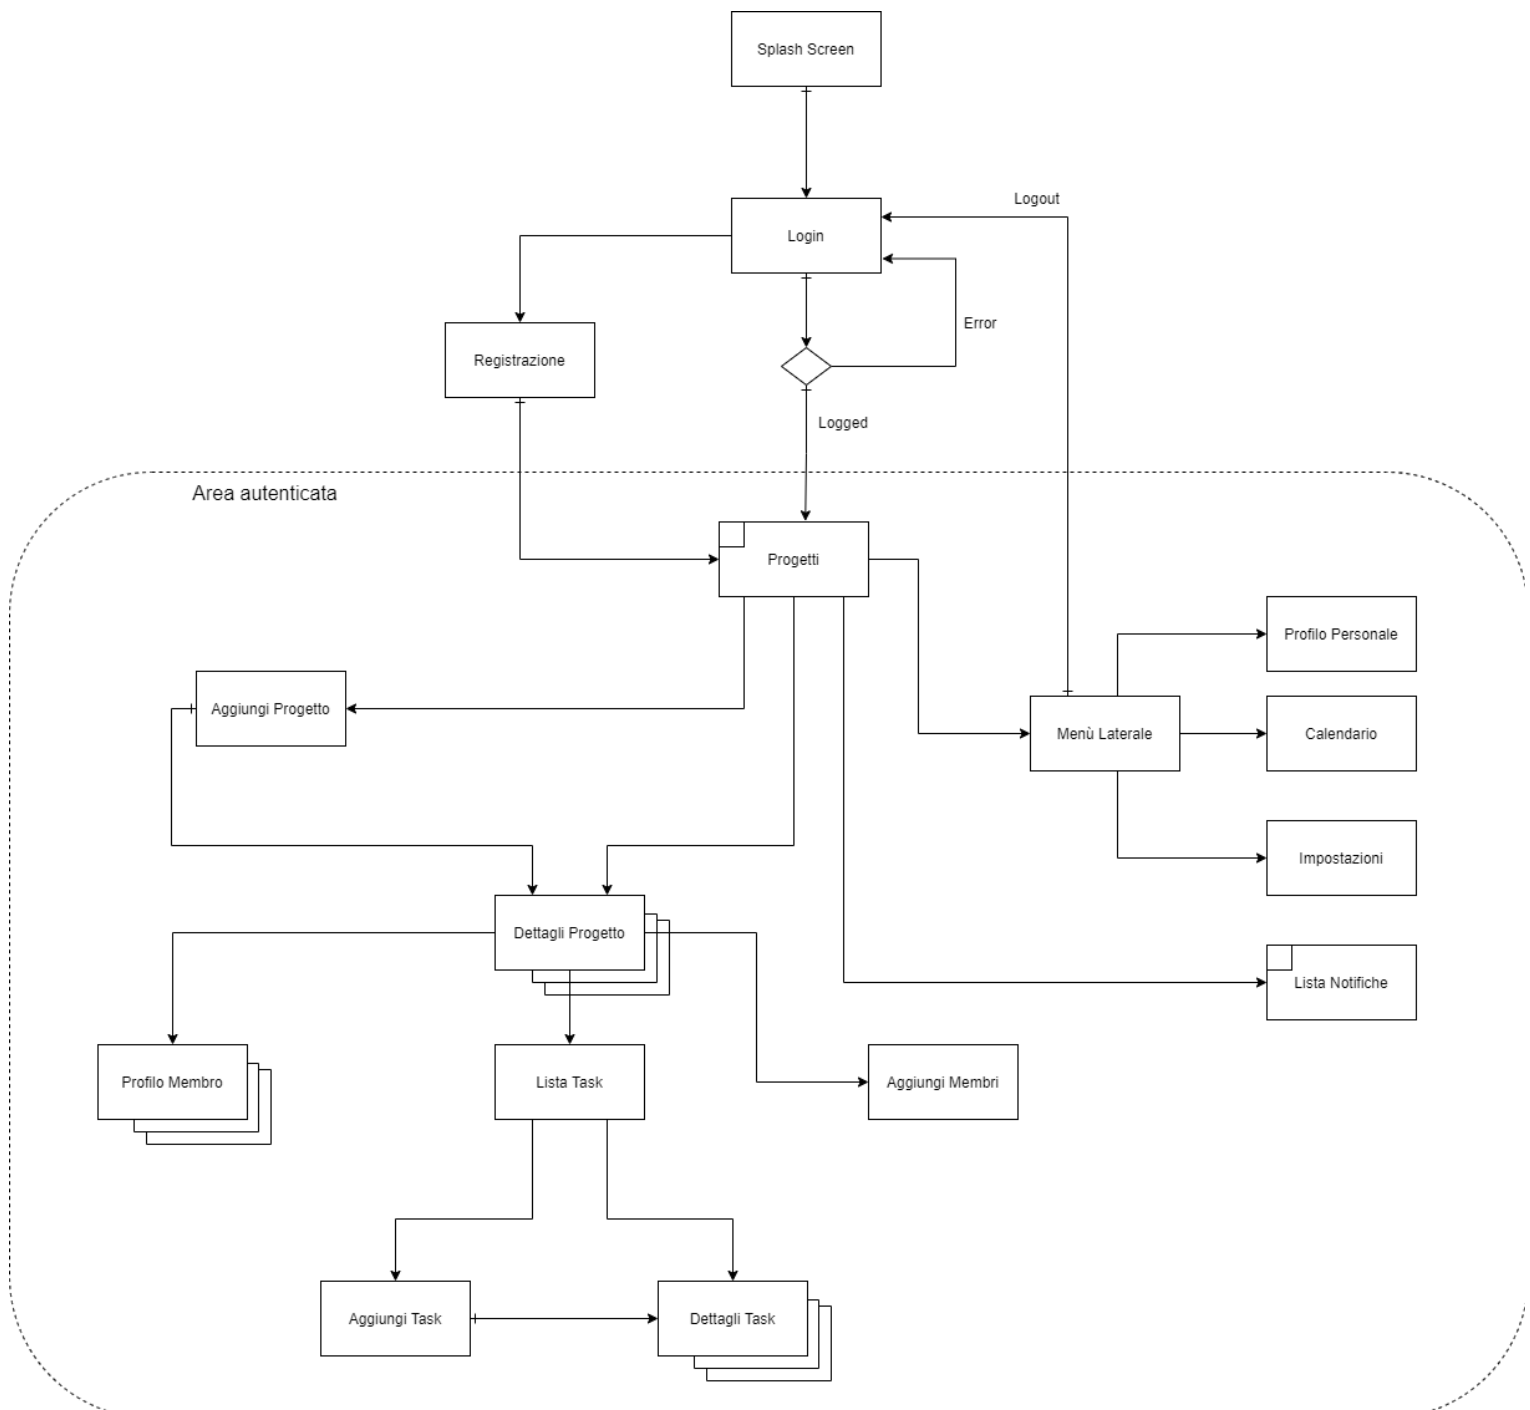 Splash Screen
Logout
Login
Error
Registrazione
Logged
Area autenticata
Progetti
Profilo Personale
Aggiungi Progetto
Menù Laterale
Calendario
Impostazioni
Dettagli Progetto
Lista Notifiche
Profilo Membro
Lista Task
Aggiungi Membri
Aggiungi Task
Dettagli Task